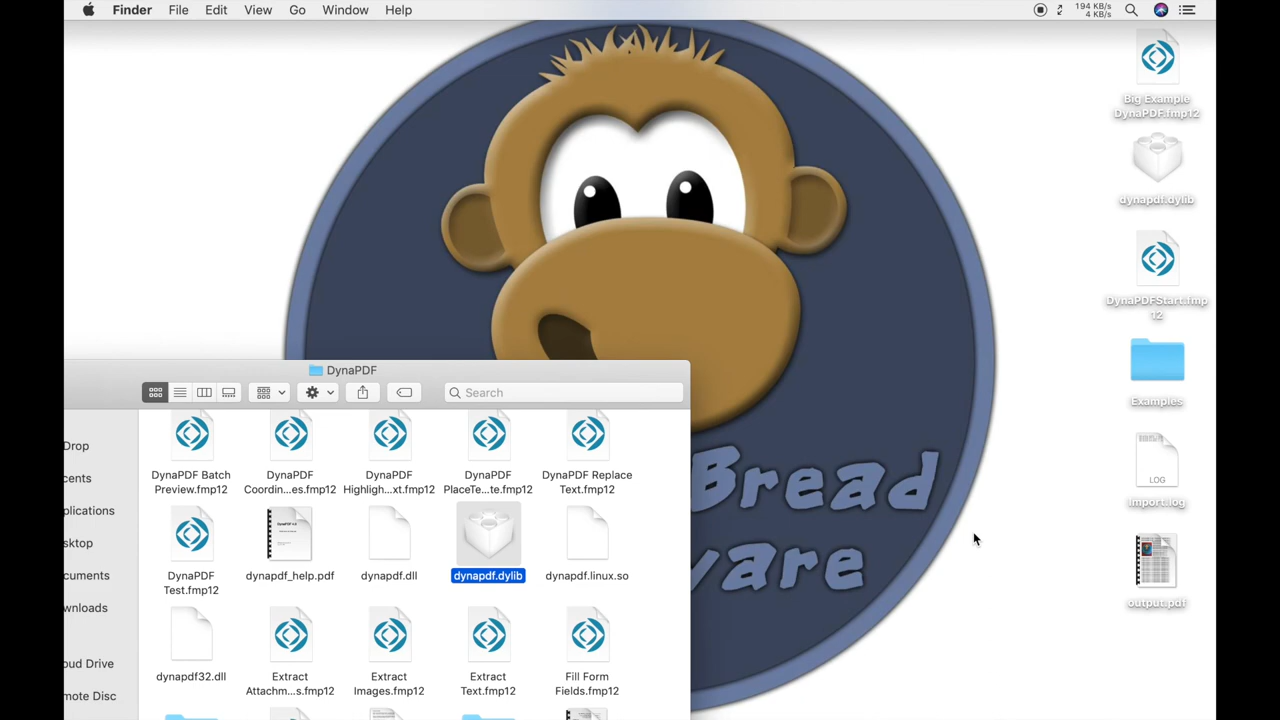 Finder File Edit View Go Window Help
194 KB/s
4 KB/s
Big Example
DynaPDF.fmp12
dynapdf.dylib
DynaPDFStart.fmp
12
Examples
LOG
import.log
output.pdf
Bread
ware
DynaPDF
Search
Drop
cents
plications
sktop
cuments
wnloads
oud Drive
mote Disc
DynaPDF Batch
Preview.fmp12
DynaPDF
Coordin...es.fmp12
DynaPDF
Highligh...xt.fmp12
DynaPDF
PlaceTe...te.fmp12
DynaPDF Replace
Text.fmp12
DynaPDF
Test.fmp12
dynapdf_help.pdf
dynapdf.dll
dynapdf.dylib
dynapdf.linux.so
dynapdf32.dll
Extract
Attachm...s.fmp12
Extract
Images.fmp12
Extract
Text.fmp12
Fill Form
Fields.fmp12